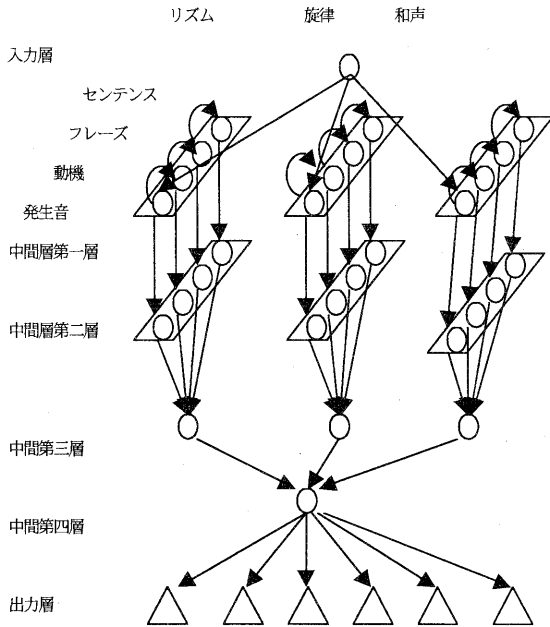 リズム 旋律 和声
入力層
センテンス
フレーズ
動機
発生音
中間層第一層
中間層第二層
中間第三層
中間第四層
出力層